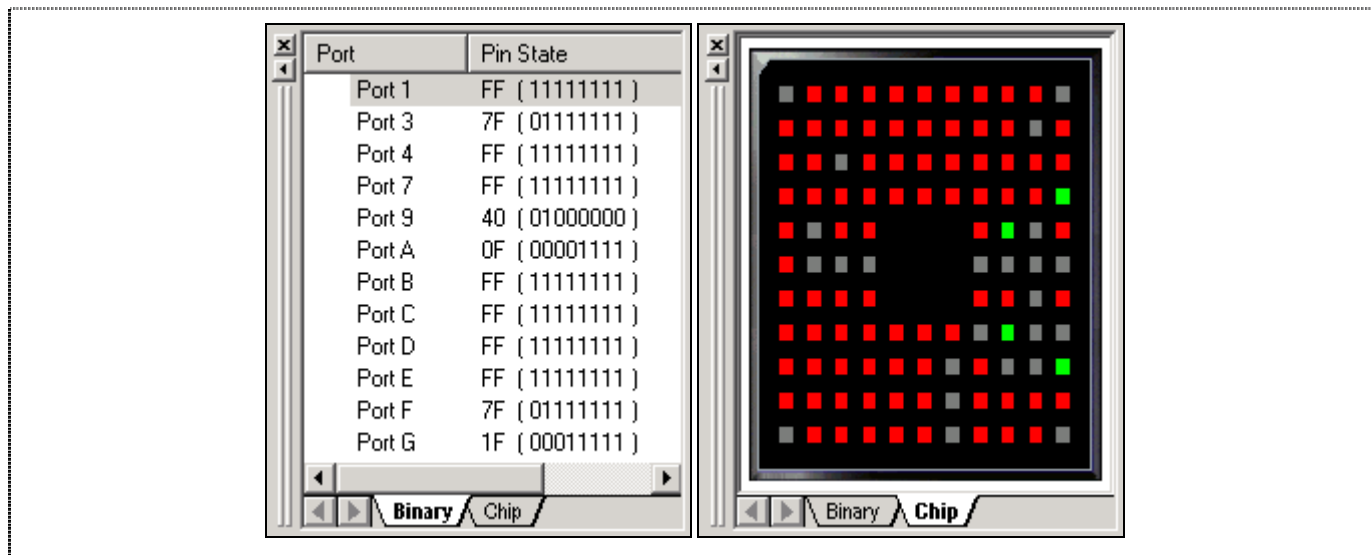 Port Pin State
Port 1 FF ( 11111111 )
Port 3 7F ( 01111111 )
Port 4 FF ( 11111111 )
Port 7 FF ( 11111111 )
Port 9 40 ( 01000000 )
Port A 0F ( 00001111 )
Port B FF ( 11111111 )
Port C FF ( 11111111 )
Port D FF ( 11111111 )
Port E FF ( 11111111 )
Port F 7F ( 01111111 )
Port G 1F ( 00011111 )
Binary Chip
Binary Chip